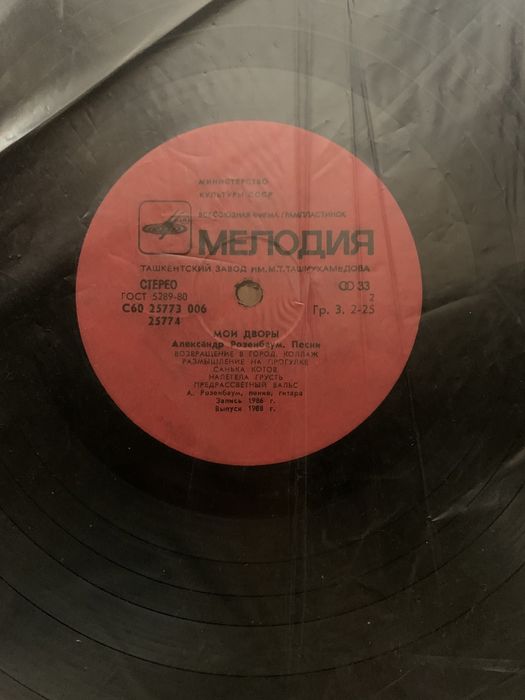 МИНИСТЕРСТВО
КУЛЬТУРЫ СССР
ВСЕСОЮЗНАЯ ФИРМА ГРАМПЛАСТИНОК
МЕЛОДИЯ
ТАШКЕНТСКИЙ ЗАВОД ИМ. М.Т. ТАШМУХАМЕДОВА
СТЕРЕО 33
ГОСТ 5289-80 2
С60 25773 006 Гр. 3. 2-25
25774
МОИ ДВОРЫ
Александр Розенбаум. Песни
ВОЗВРАЩЕНИЕ В ГОРОД. КОЛЛАЖ
РАЗМЫШЛЕНИЕ НА ПРОГУЛКЕ
САНЬКА КОТОВ
НАЛЕТЕЛА ГРУСТЬ
ПРЕДРАССВЕТНЫЙ ВАЛЬС
А. Розенбаум, пение, гитара
Запись 1986 г.
Выпуск 1988 г.